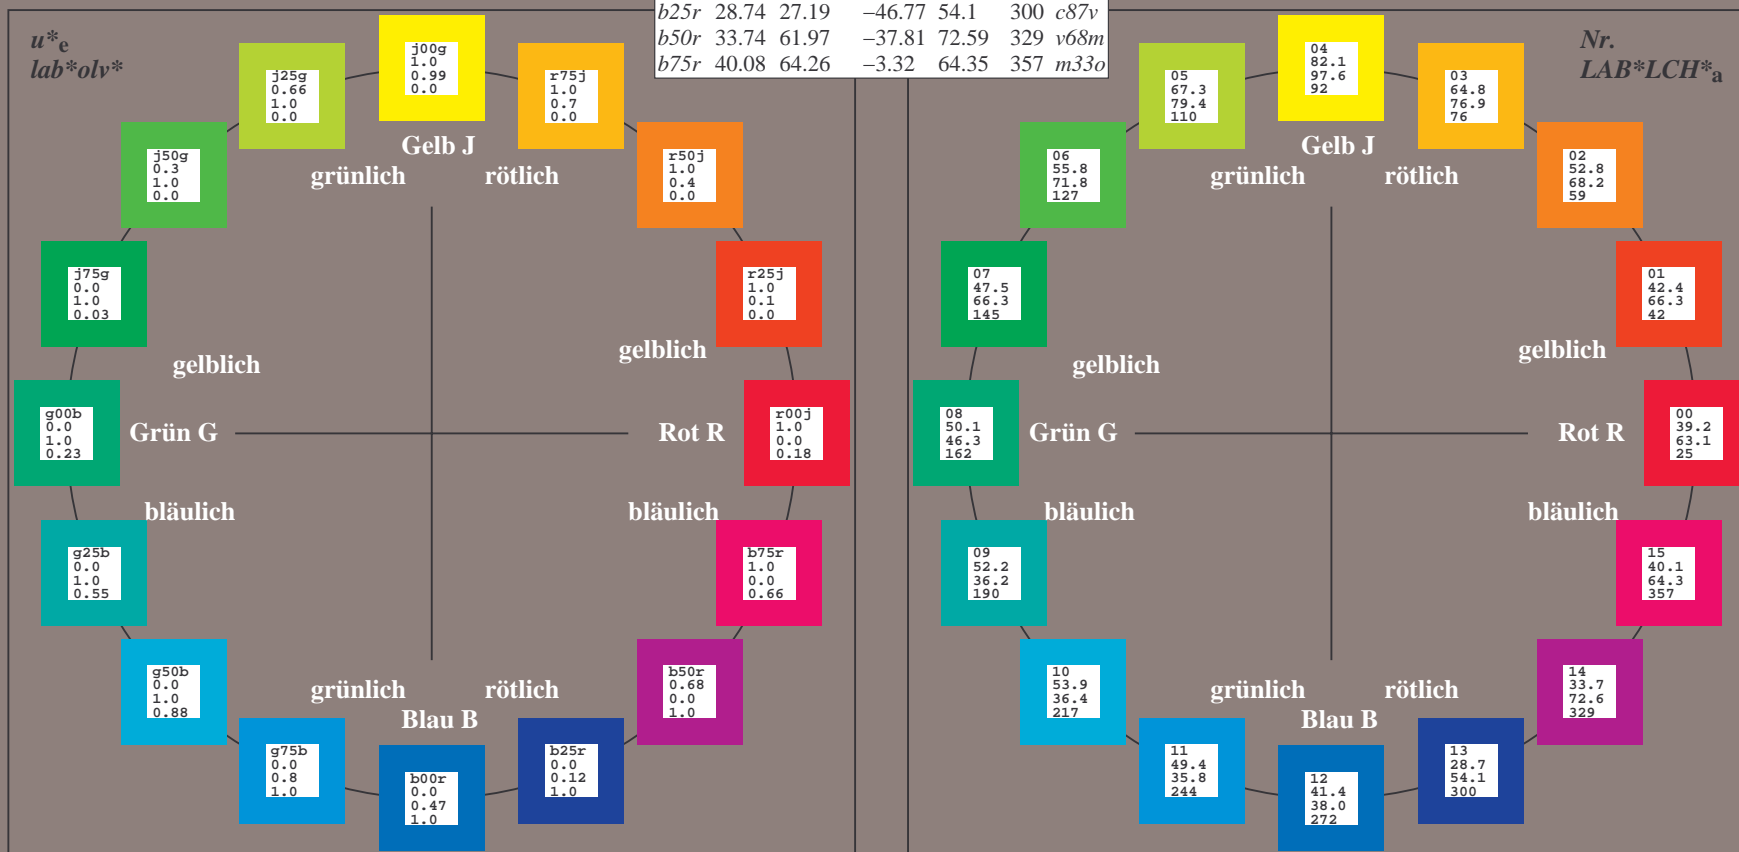 b25r 28.74 27.19 −46.77 54.1 300 c87v
b50r 33.74 61.97 −37.81 72.59 329 v68m
b75r 40.08 64.26 −3.32 64.35 357 m33o
u*e
lab*olv*
j00g
1.0
0.99
0.0
j25g
0.66
1.0
0.0
r75j
1.0
0.7
0.0
j50g
0.3
1.0
0.0
r50j
1.0
0.4
0.0
j75g
0.0
1.0
0.03
r25j
1.0
0.1
0.0
g00b
0.0
1.0
0.23
r00j
1.0
0.0
0.18
g25b
0.0
1.0
0.55
b75r
1.0
0.0
0.66
g50b
0.0
1.0
0.88
b50r
0.68
0.0
1.0
g75b
0.0
0.8
1.0
b00r
0.0
0.47
1.0
b25r
0.0
0.12
1.0
Gelb J
grünlich rötlich
gelblich
gelblich
Grün G Rot R
bläulich bläulich
grünlich rötlich
Blau B
Nr.
LAB*LCH*a
04
82.1
97.6
92
05
67.3
79.4
110
03
64.8
76.9
76
06
55.8
71.8
127
02
52.8
68.2
59
07
47.5
66.3
145
01
42.4
66.3
42
08
50.1
46.3
162
00
39.2
63.1
25
09
52.2
36.2
190
15
40.1
64.3
357
10
53.9
36.4
217
14
33.7
72.6
329
11
49.4
35.8
244
12
41.4
38.0
272
13
28.7
54.1
300
Gelb J
grünlich rötlich
gelblich
gelblich
Grün G Rot R
bläulich bläulich
grünlich rötlich
Blau B